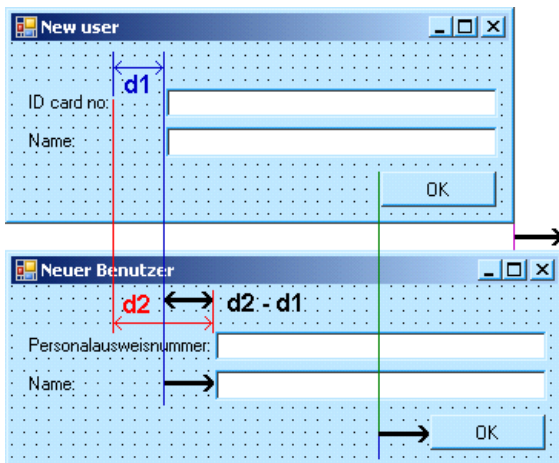 New user
d1
ID card no:
Name:
OK
Neuer Benutzer
d2 d2 - d1
Personalausweisnummer:
Name:
OK